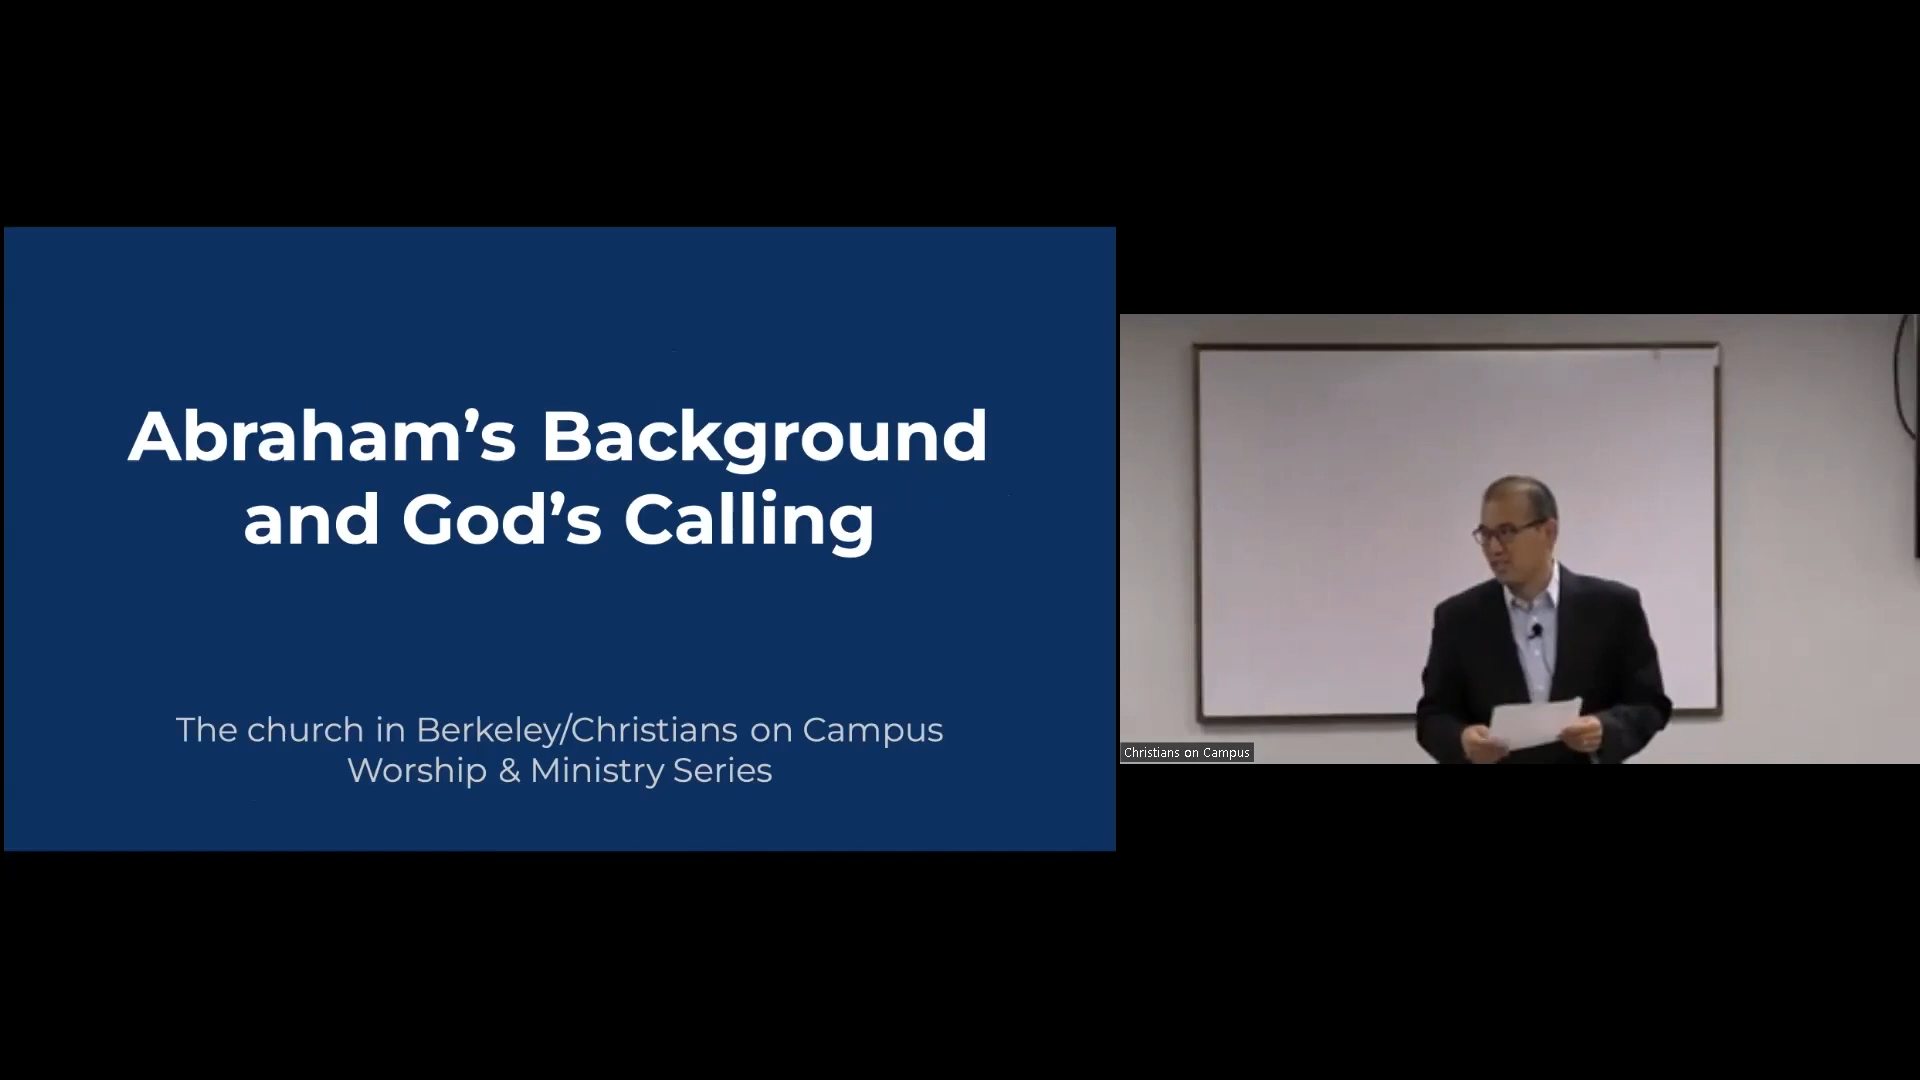 Abraham’s Background
and God’s Calling
The church in Berkeley/Christians on Campus
Worship & Ministry Series
Christians on Campus